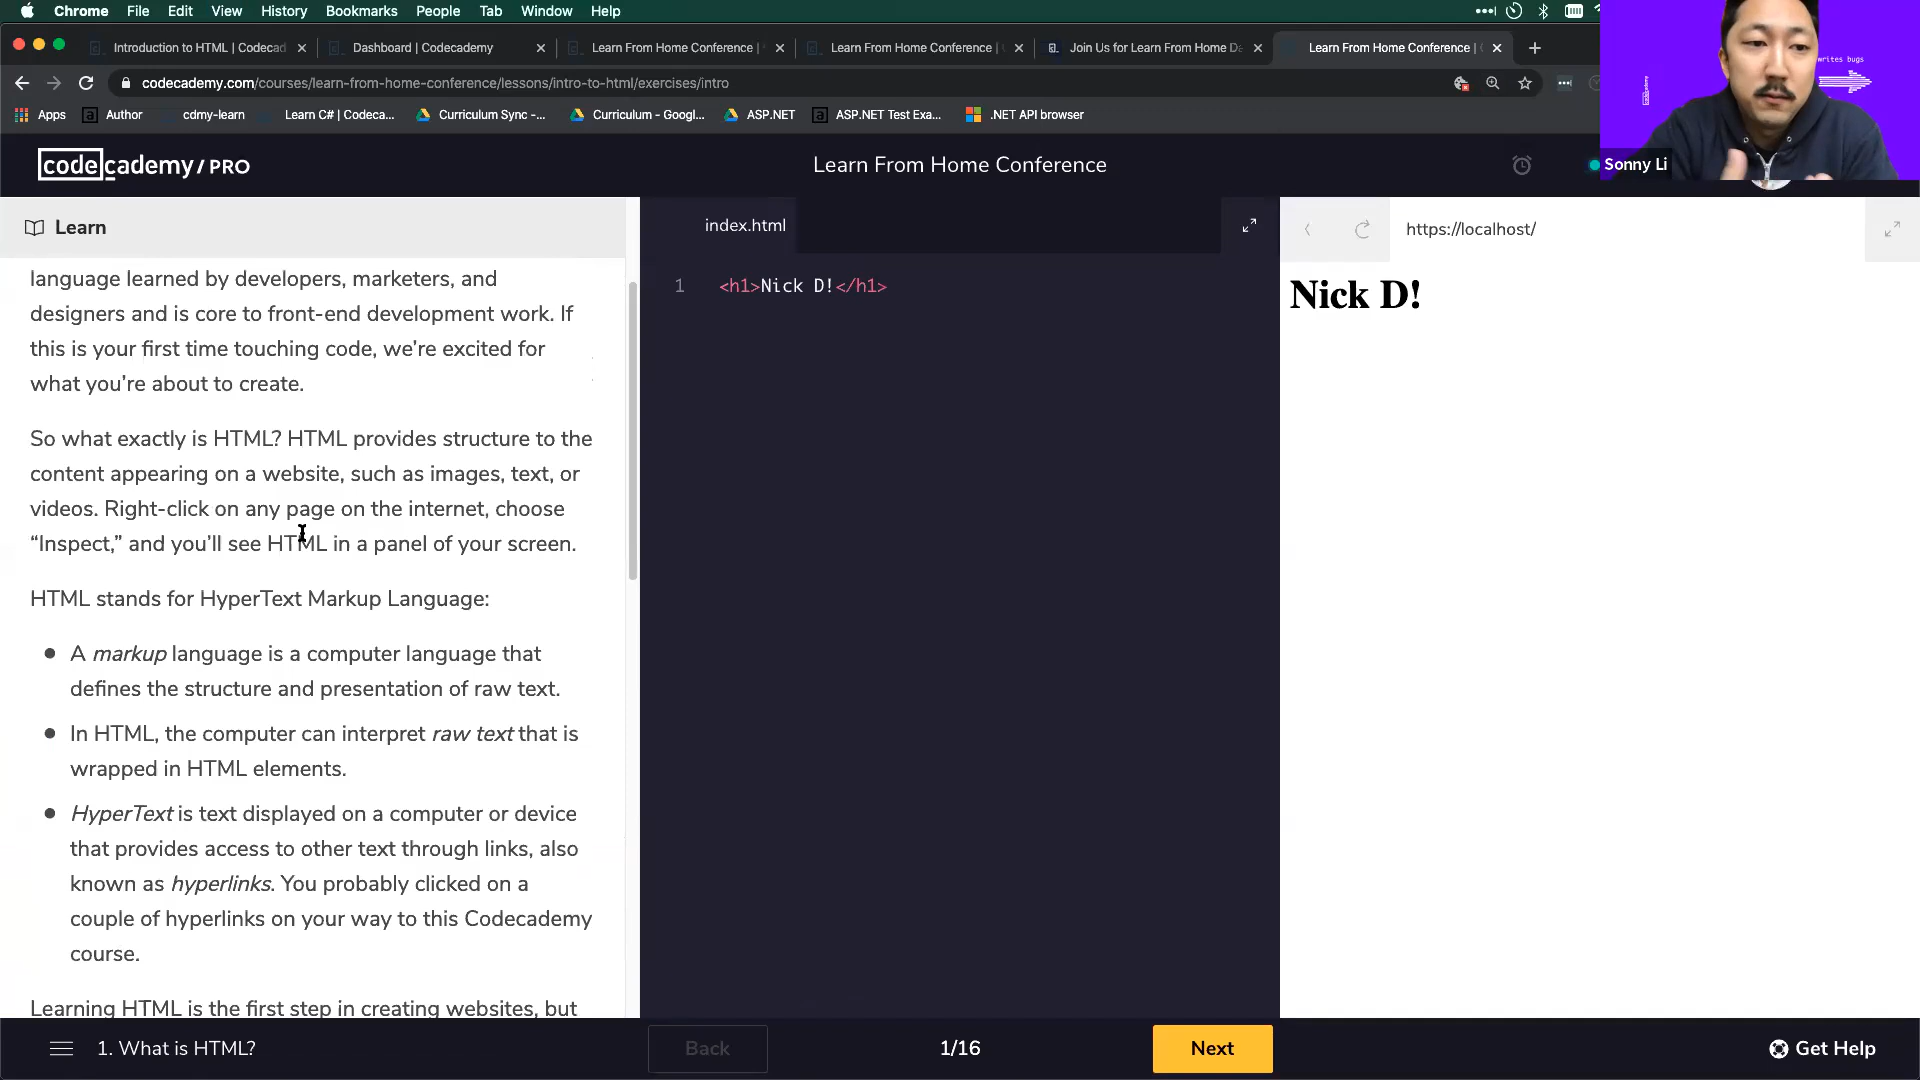 Chrome File Edit View History Bookmarks People Tab Window Help
Introduction to HTML | Codecad
Dashboard | Codecademy
Learn From Home Conference |
Learn From Home Conference |
Join Us for Learn From Home Da
Learn From Home Conference |
codecademy.com/courses/learn-from-home-conference/lessons/intro-to-html/exercises/intro
Apps
Author
cdmy-learn
Learn C# | Codeca...
Curriculum Sync -...
Curriculum - Googl...
ASP.NET
ASP.NET Test Exa...
.NET API browser
writes bugs
Sonny Li
codecademy / PRO
Learn From Home Conference
Learn
language learned by developers, marketers, and
designers and is core to front-end development work. If
this is your first time touching code, we're excited for
what you're about to create.
So what exactly is HTML? HTML provides structure to the
content appearing on a website, such as images, text, or
videos. Right-click on any page on the internet, choose
“Inspect,” and you'll see HTML in a panel of your screen.
HTML stands for HyperText Markup Language:
A markup language is a computer language that
defines the structure and presentation of raw text.
In HTML, the computer can interpret raw text that is
wrapped in HTML elements.
HyperText is text displayed on a computer or device
that provides access to other text through links, also
known as hyperlinks. You probably clicked on a
couple of hyperlinks on your way to this Codecademy
course.
Learning HTML is the first step in creating websites, but
index.html
1 <h1>Nick D!</h1>
https://localhost/
Nick D!
1. What is HTML?
Back
1/16
Next
Get Help